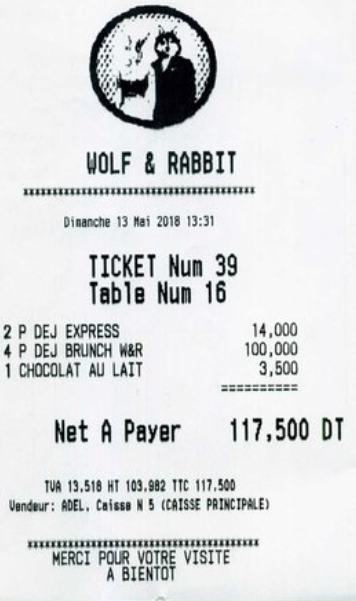 WOLF & RABBIT
************************************
Dimanche 13 Mai 2018 13:31
TICKET Num 39
Table Num 16
2 P DEJ EXPRESS 14,000
4 P DEJ BRUNCH W&R 100,000
1 CHOCOLAT AU LAIT 3,500
==========
Net A Payer 117,500 DT
TVA 13.518 HT 103.982 TTC 117.500
Vendeur: ADEL, Caisse N 5 (CAISSE PRINCIPALE)
************************************
MERCI POUR VOTRE VISITE
A BIENTOT